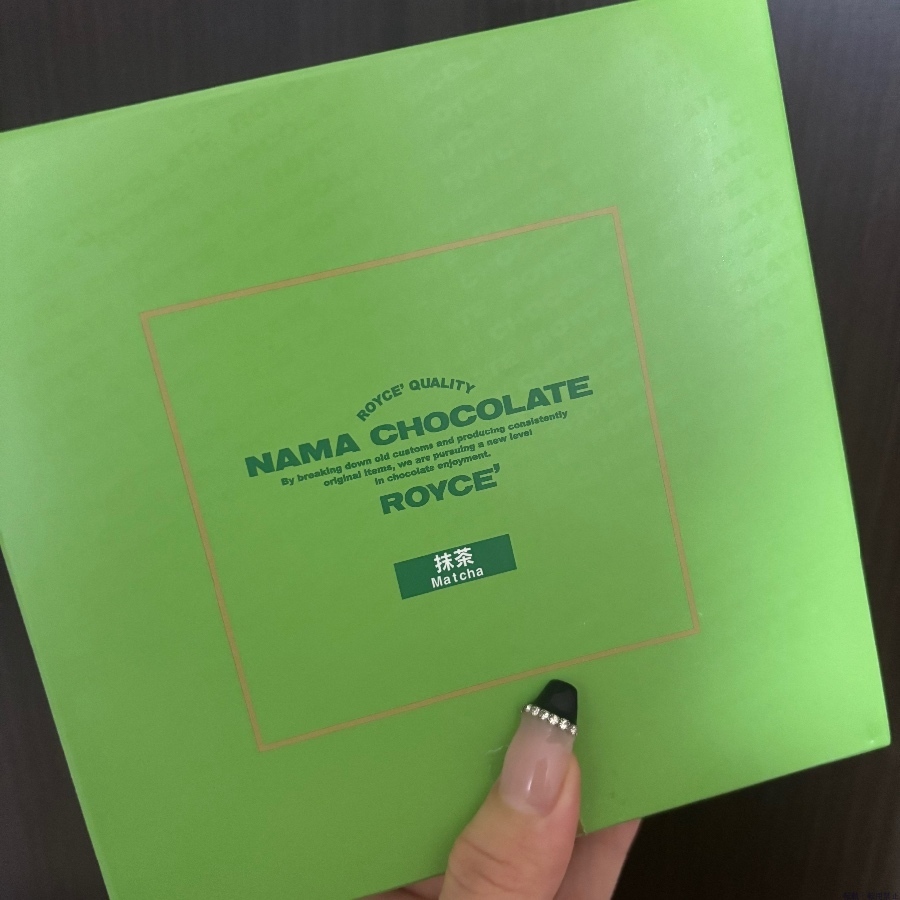 ROYCE' QUALITY
NAMA CHOCOLATE
By breaking down old customs and producing consistently
original items, we are pursuing a new level
in chocolate enjoyment.
ROYCE'
抹茶
Matcha